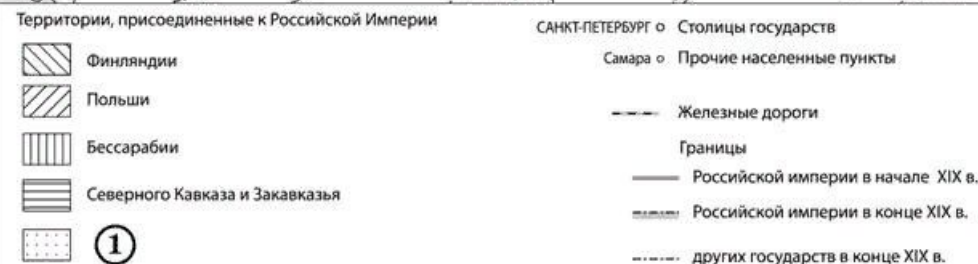 Территории, присоединенные к Российской Империи
Финляндии
Польши
Бессарабии
Северного Кавказа и Закавказья
1
САНКТ-ПЕТЕРБУРГ Столицы государств
Самара Прочие населенные пункты
Железные дороги
Границы
Российской империи в начале XIX в.
Российской империи в конце XIX в.
других государств в конце XIX в.